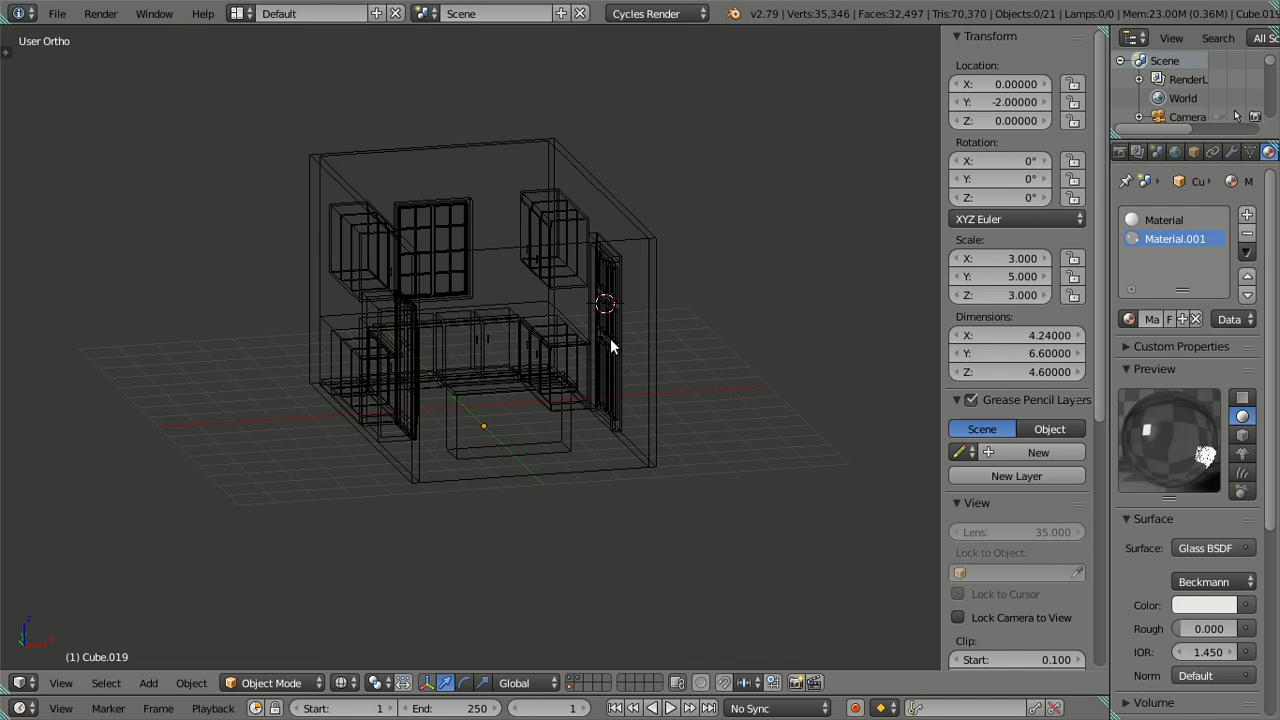 File Render Window Help Default Scene Cycles Render v2.79 | Verts:35,346 | Faces:32,497 | Tris:70,370 | Objects:0/21 | Lamps:0/0 | Mem:23.00M (0.36M) | Cube.019
User Ortho
Transform
Location:
X: 0.00000
Y: -2.00000
Z: 0.00000
Rotation:
X: 0°
Y: 0°
Z: 0°
XYZ Euler
Scale:
X: 3.000
Y: 5.000
Z: 3.000
Dimensions:
X: 4.24000
Y: 6.60000
Z: 4.60000
Grease Pencil Layers
Scene Object
New
New Layer
View
Lens: 35.000
Lock to Object:
Lock to Cursor
Lock Camera to View
Clip:
Start: 0.100
View Search All Sc
Scene
RenderL
World
Camera
Cu M
Material
Material.001
Ma F Data
Custom Properties
Preview
Surface
Surface: Glass BSDF
Beckmann
Color:
Rough 0.000
IOR: 1.450
Norm Default
Volume
z
x
(1) Cube.019
View Select Add Object Object Mode Global
View Marker Frame Playback Start: 1 End: 250 1 No Sync